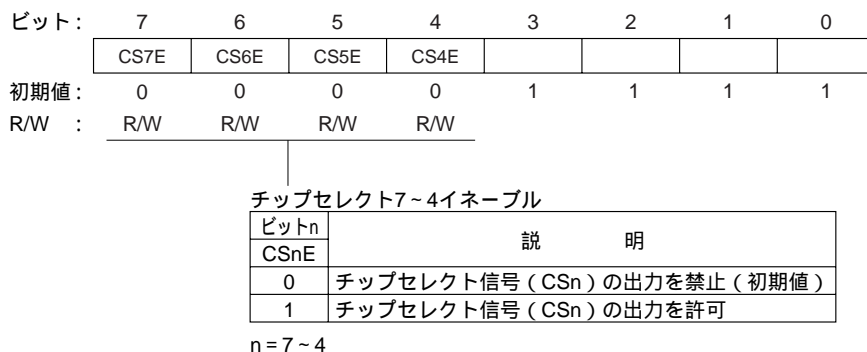 ビット： 7 6 5 4 3 2 1 0
CS7E CS6E CS5E CS4E
初期値： 0 0 0 0 1 1 1 1
R/W ： R/W R/W R/W R/W
チップセレクト7～4イネーブル
ビットn
CSnE
説 明
0 チップセレクト信号（CSn）の出力を禁止（初期値）
1 チップセレクト信号（CSn）の出力を許可
n = 7～4